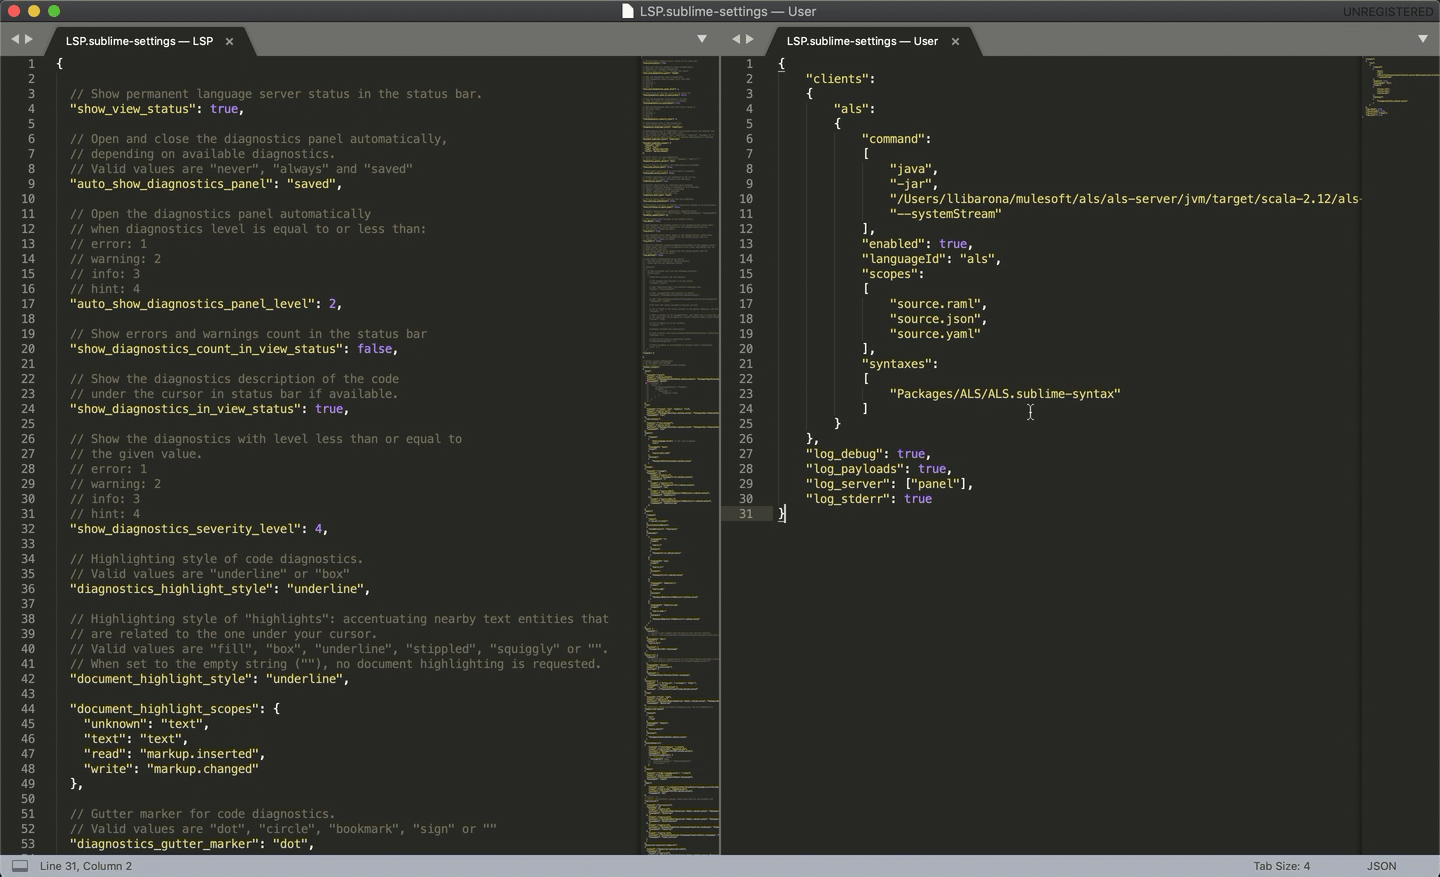 LSP.sublime-settings — User
UNREGISTERED
LSP.sublime-settings — LSP
1 {
2
3 // Show permanent language server status in the status bar.
4 "show_view_status": true,
5
6 // Open and close the diagnostics panel automatically,
7 // depending on available diagnostics.
8 // Valid values are "never", "always" and "saved"
9 "auto_show_diagnostics_panel": "saved",
10
11 // Open the diagnostics panel automatically
12 // when diagnostics level is equal to or less than:
13 // error: 1
14 // warning: 2
15 // info: 3
16 // hint: 4
17 "auto_show_diagnostics_panel_level": 2,
18
19 // Show errors and warnings count in the status bar
20 "show_diagnostics_count_in_view_status": false,
21
22 // Show the diagnostics description of the code
23 // under the cursor in status bar if available.
24 "show_diagnostics_in_view_status": true,
25
26 // Show the diagnostics with level less than or equal to
27 // the given value.
28 // error: 1
29 // warning: 2
30 // info: 3
31 // hint: 4
32 "show_diagnostics_severity_level": 4,
33
34 // Highlighting style of code diagnostics.
35 // Valid values are "underline" or "box"
36 "diagnostics_highlight_style": "underline",
37
38 // Highlighting style of "highlights": accentuating nearby text entities that
39 // are related to the one under your cursor.
40 // Valid values are "fill", "box", "underline", "stippled", "squiggly" or "".
41 // When set to the empty string (""), no document highlighting is requested.
42 "document_highlight_style": "underline",
43
44 "document_highlight_scopes": {
45 "unknown": "text",
46 "text": "text",
47 "read": "markup.inserted",
48 "write": "markup.changed"
49 },
50
51 // Gutter marker for code diagnostics.
52 // Valid values are "dot", "circle", "bookmark", "sign" or ""
53 "diagnostics_gutter_marker": "dot",
LSP.sublime-settings — User
1 {
2 "clients":
3 {
4 "als":
5 {
6 "command":
7 [
8 "java",
9 "-jar",
10 "/Users/llibarona/mulesoft/als/als-server/jvm/target/scala-2.12/als-
11 "--systemStream"
12 ],
13 "enabled": true,
14 "languageId": "als",
15 "scopes":
16 [
17 "source.raml",
18 "source.json",
19 "source.yaml"
20 ],
21 "syntaxes":
22 [
23 "Packages/ALS/ALS.sublime-syntax"
24 ]
25 }
26 },
27 "log_debug": true,
28 "log_payloads": true,
29 "log_server": ["panel"],
30 "log_stderr": true
31 }
Line 31, Column 2
Tab Size: 4
JSON